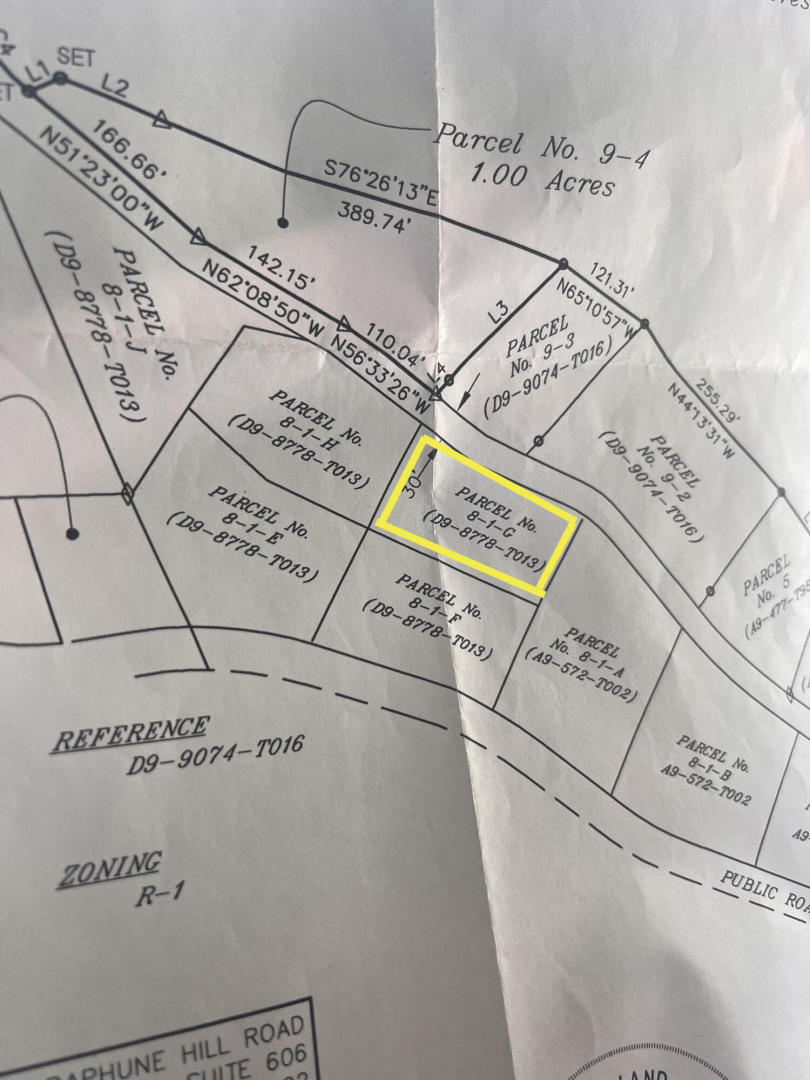 SET
L1
L2
166.66'
N51°23'00"W
Parcel No. 9-4
1.00 Acres
S76°26'13"E
389.74'
142.15'
N62°08'50"W
110.04'
N56°33'26"W
L3
L4
121.31'
N65°10'57"W
PARCEL
No. 9-3
(D9-9074-T016)
255.29'
N44°13'31"W
PARCEL
No. 9-2
(D9-9074-T016)
PARCEL No.
8-1-J
(D9-8778-T013)
PARCEL No.
8-1-H
(D9-8778-T013)
30'
PARCEL No.
8-1-G
(D9-8778-T013)
PARCEL No.
8-1-E
(D9-8778-T013)
PARCEL No.
8-1-F
(D9-8778-T013)
PARCEL
No. 8-1-A
(A9-572-T002)
PARCEL
No. 5
PARCEL No.
8-1-B
A9-572-T002
PUBLIC
REFERENCE
D9-9074-T016
ZONING
R-1
HILL ROAD
SUITE 606
LAND